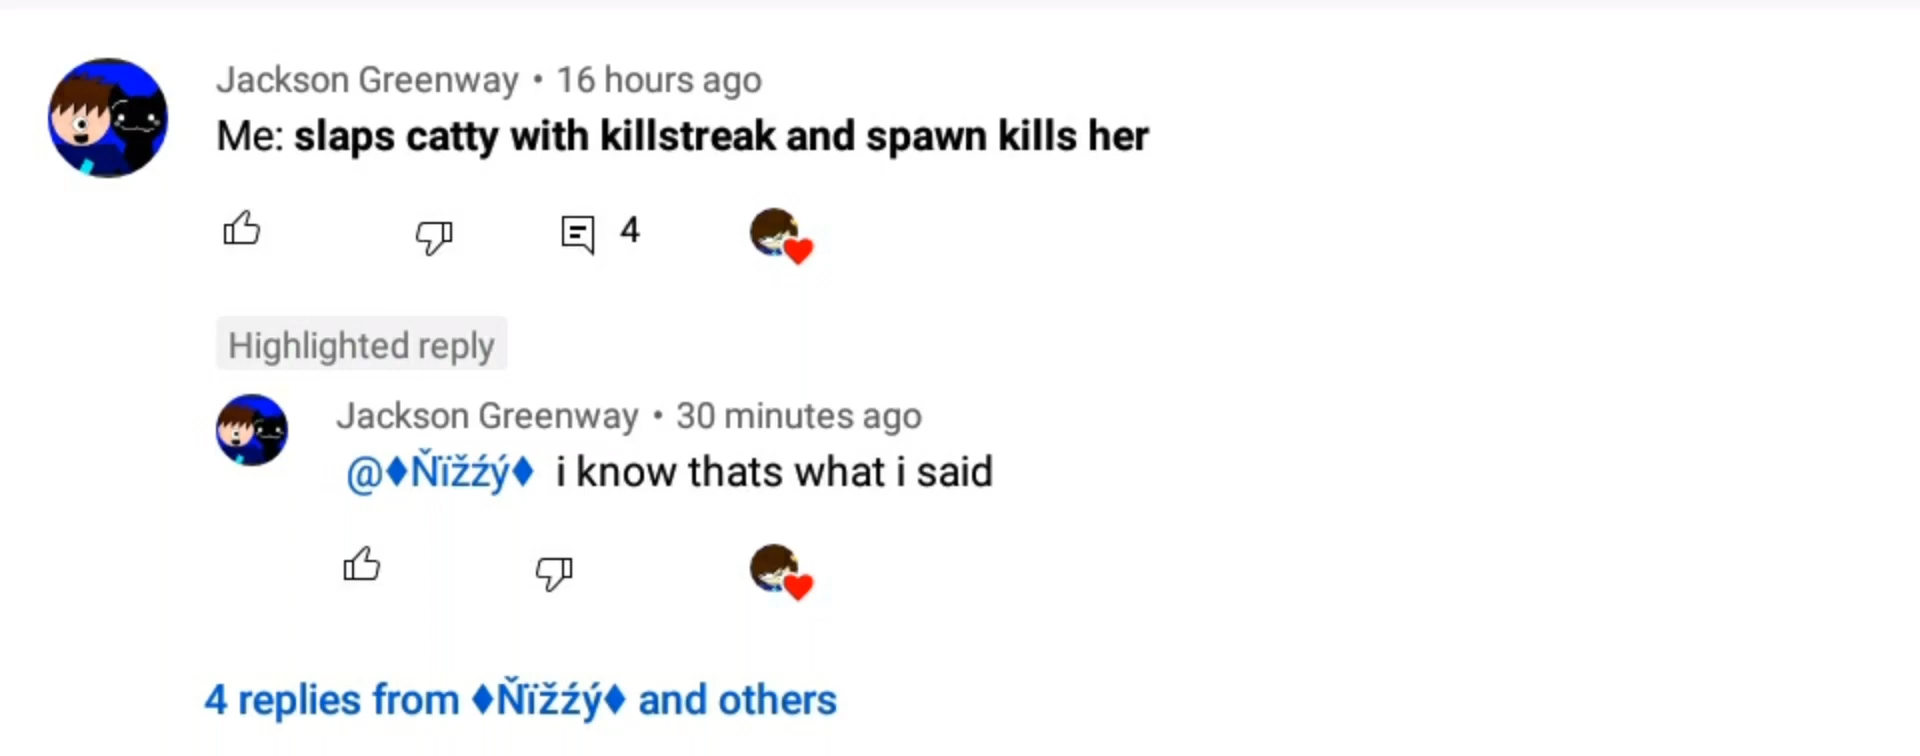 Jackson Greenway • 16 hours ago
Me: slaps catty with killstreak and spawn kills her
4
Highlighted reply
Jackson Greenway • 30 minutes ago
@♦Ňïžźý♦ i know thats what i said
4 replies from ♦Ňïžźý♦ and others